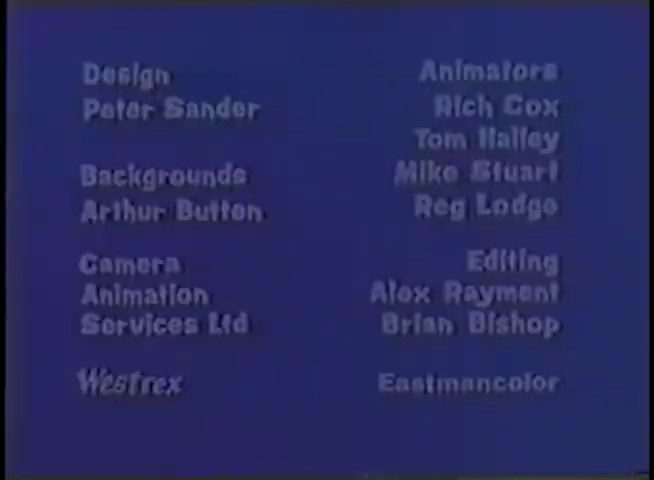 Design
Peter Sander
Backgrounds
Arthur Button
Camera
Animation
Services Ltd
Westrex
Animators
Rich Cox
Tom Hailey
Mike Stuart
Reg Lodge
Editing
Alex Rayment
Brian Bishop
Eastmancolor